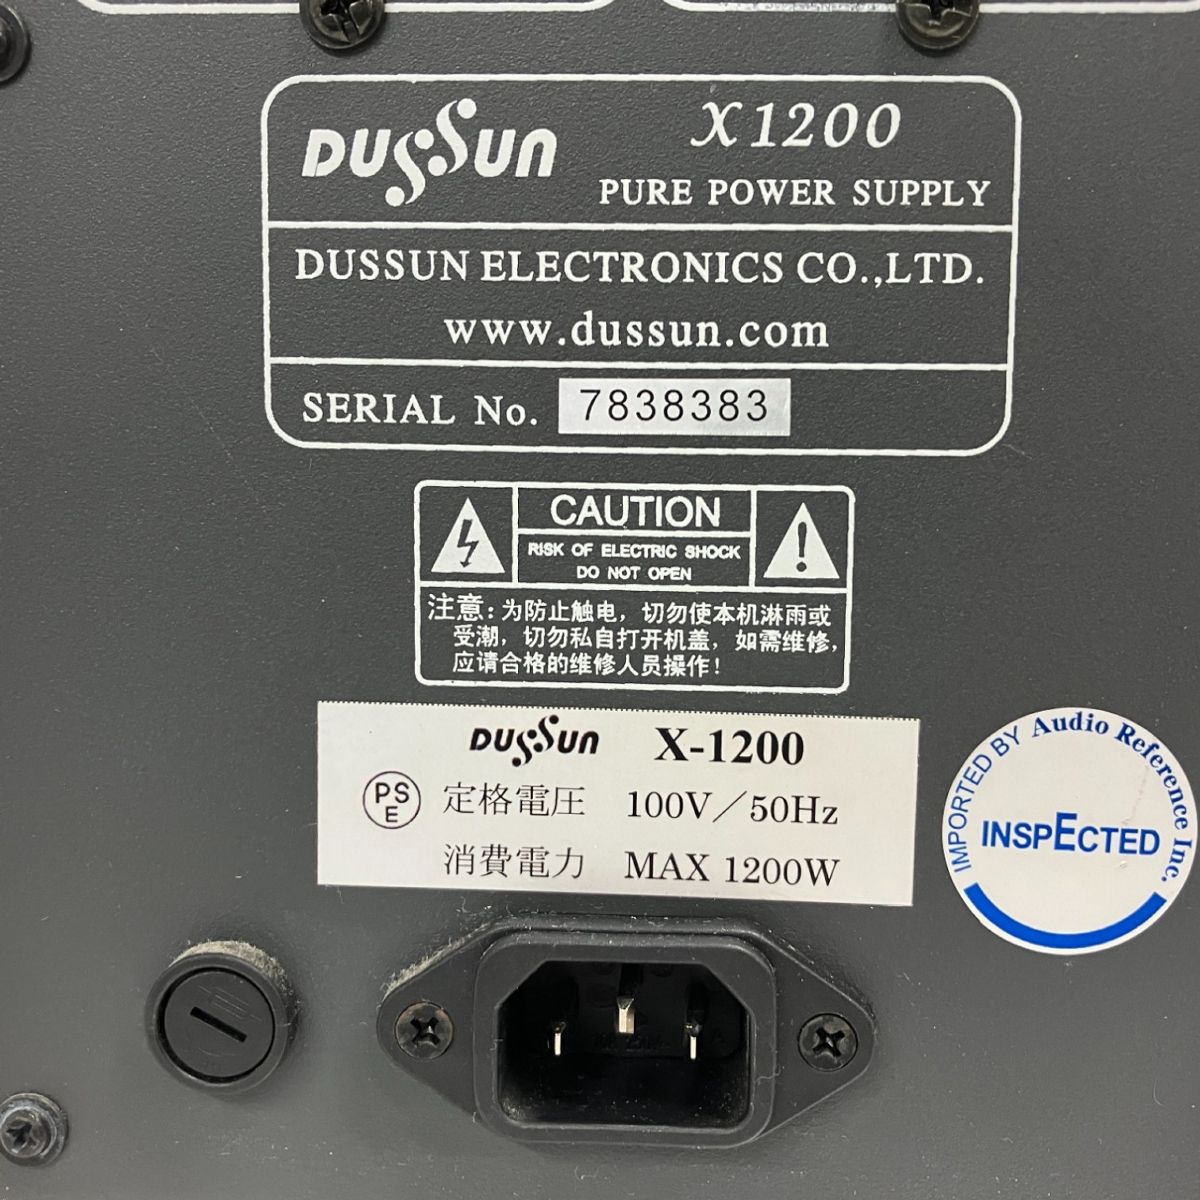 DUSSUN X1200
PURE POWER SUPPLY
DUSSUN ELECTRONICS CO.,LTD.
www.dussun.com
SERIAL No. 7838383
CAUTION
RISK OF ELECTRIC SHOCK
DO NOT OPEN
注意:为防止触电，切勿使本机淋雨或
受潮，切勿私自打开机盖，如需维修，
应请合格的维修人员操作！
DUSSUN X-1200
PSE 定格電圧 100V／50Hz
消費電力 MAX 1200W
IMPORTED BY Audio Reference Inc.
INSPECTED